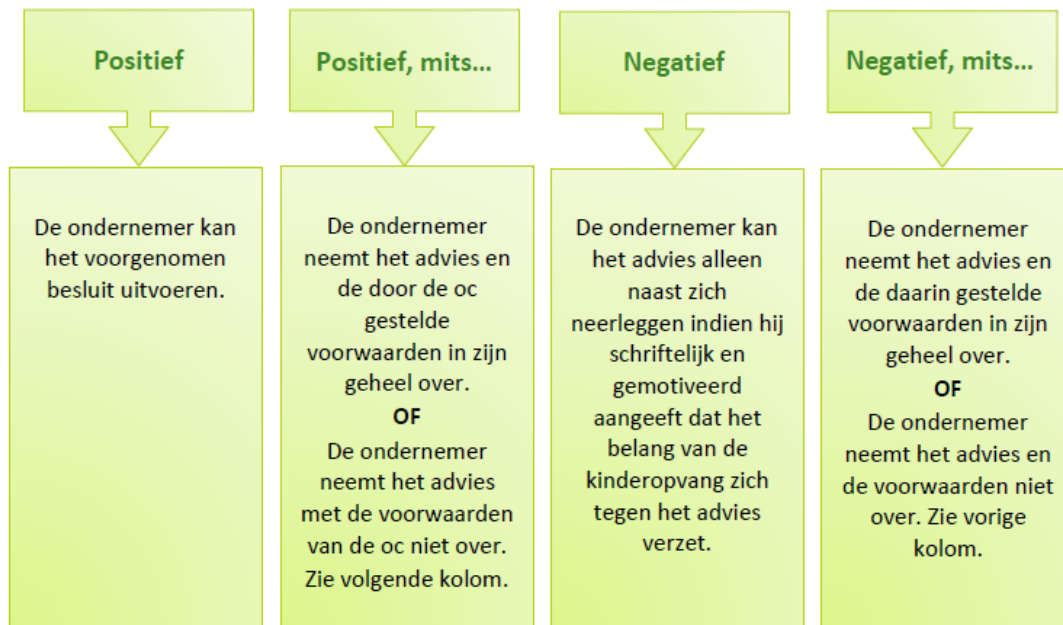 Positief
De ondernemer kan
het voorgenomen
besluit uitvoeren.
Positief, mits...
De ondernemer
neemt het advies en
de door de oc
gestelde
voorwaarden in zijn
geheel over.
OF
De ondernemer
neemt het advies
met de voorwaarden
van de oc niet over.
Zie volgende kolom.
Negatief
De ondernemer kan
het advies alleen
naast zich
neerleggen indien hij
schriftelijk en
gemotiveerd
aangeeft dat het
belang van de
kinderopvang zich
tegen het advies
verzet.
Negatief, mits...
De ondernemer
neemt het advies en
de daarin gestelde
voorwaarden in zijn
geheel over.
OF
De ondernemer
neemt het advies en
de voorwaarden niet
over. Zie vorige
kolom.